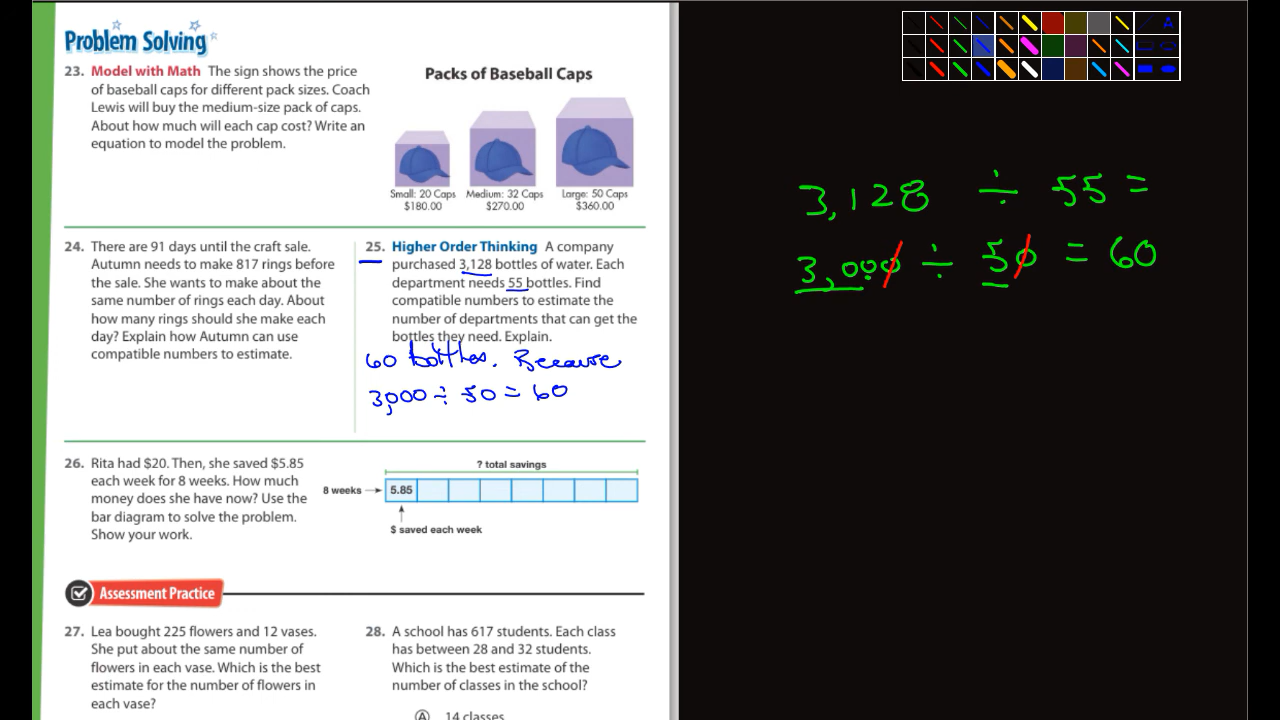 Problem Solving
23. Model with Math The sign shows the price
of baseball caps for different pack sizes. Coach
Lewis will buy the medium-size pack of caps.
About how much will each cap cost? Write an
equation to model the problem.
Packs of Baseball Caps
Small: 20 Caps
$180.00
Medium: 32 Caps
$270.00
Large: 50 Caps
$360.00
24. There are 91 days until the craft sale.
Autumn needs to make 817 rings before
the sale. She wants to make about the
same number of rings each day. About
how many rings should she make each
day? Explain how Autumn can use
compatible numbers to estimate.
25. Higher Order Thinking A company
purchased 3,128 bottles of water. Each
department needs 55 bottles. Find
compatible numbers to estimate the
number of departments that can get the
bottles they need. Explain.
60 bottles. Because
3,000 ÷ 50 = 60
26. Rita had $20. Then, she saved $5.85
each week for 8 weeks. How much
money does she have now? Use the
bar diagram to solve the problem.
Show your work.
? total savings
8 weeks
5.85
$ saved each week
Assessment Practice
27. Lea bought 225 flowers and 12 vases.
She put about the same number of
flowers in each vase. Which is the best
estimate for the number of flowers in
each vase?
28. A school has 617 students. Each class
has between 28 and 32 students.
Which is the best estimate of the
number of classes in the school?
A 14 classes
A
3,128 ÷ 55 =
3,000 ÷ 50 = 60